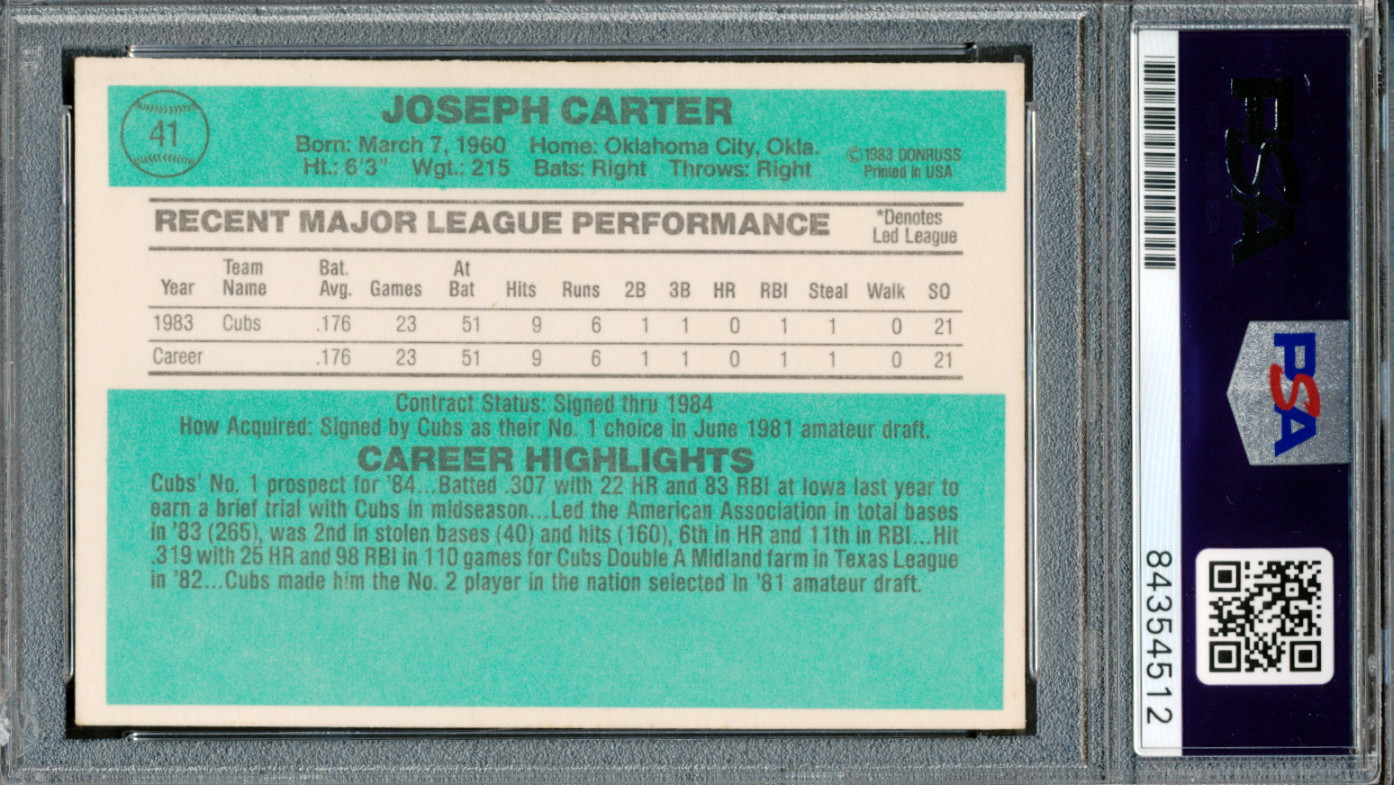 41
JOSEPH CARTER
Born: March 7, 1960 Home: Oklahoma City, Okla.
Ht.: 6'3" Wgt.: 215 Bats: Right Throws: Right
©1983 DONRUSS
Printed in USA
RECENT MAJOR LEAGUE PERFORMANCE
*Denotes
Led League
Year Team Name Bat. Avg. Games At Bat Hits Runs 2B 3B HR RBI Steal Walk SO
1983 Cubs .176 23 51 9 6 1 1 0 1 1 0 21
Career .176 23 51 9 6 1 1 0 1 1 0 21
Contract Status: Signed thru 1984
How Acquired: Signed by Cubs as their No. 1 choice in June 1981 amateur draft.
CAREER HIGHLIGHTS
Cubs' No. 1 prospect for '84...Batted .307 with 22 HR and 83 RBI at Iowa last year to
earn a brief trial with Cubs in midseason...Led the American Association in total bases
in '83 (265), was 2nd in stolen bases (40) and hits (160), 6th in HR and 11th in RBI...Hit
.319 with 25 HR and 98 RBI in 110 games for Cubs Double A Midland farm in Texas League
in '82...Cubs made him the No. 2 player in the nation selected in '81 amateur draft.
PSA
PSA
84354512